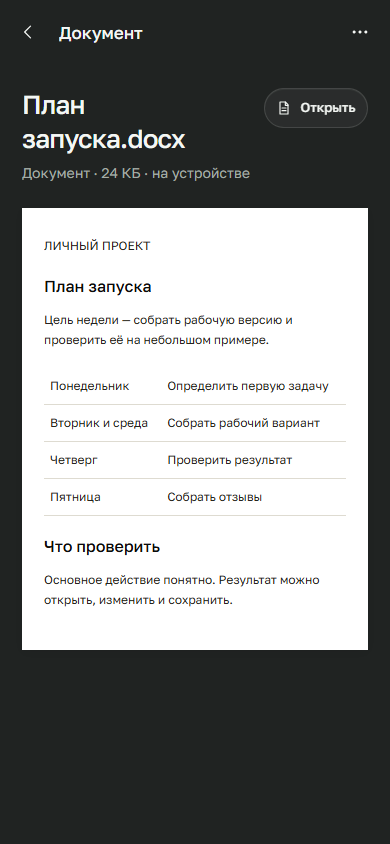 Документ
План
запуска.docx
Открыть
Документ · 24 КБ · на устройстве
ЛИЧНЫЙ ПРОЕКТ
План запуска
Цель недели — собрать рабочую версию и
проверить её на небольшом примере.
Понедельник Определить первую задачу
Вторник и среда Собрать рабочий вариант
Четверг Проверить результат
Пятница Собрать отзывы
Что проверить
Основное действие понятно. Результат можно
открыть, изменить и сохранить.